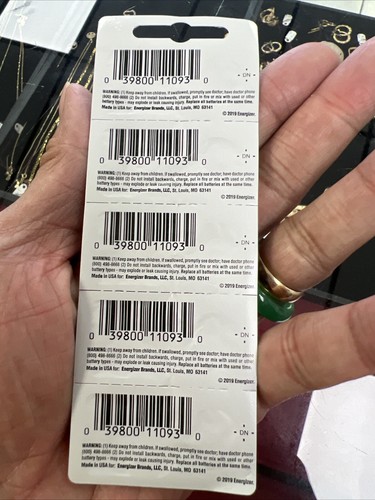 0 39800 11093 0
- DN -
WARNING: (1) Keep away from children. If swallowed, promptly see doctor, have doctor phone
(800) 498-8666 (2) Do not install backwards, charge, put in fire or mix with used or other
battery types - may explode or leak causing injury. Replace all batteries at the same time.
Made in USA for: Energizer Brands, LLC, St. Louis, MO 63141
© 2019 Energizer.
0 39800 11093 0
- DN -
WARNING: (1) Keep away from children. If swallowed, promptly see doctor, have doctor phone
(800) 498-8666 (2) Do not install backwards, charge, put in fire or mix with used or other
battery types - may explode or leak causing injury. Replace all batteries at the same time.
Made in USA for: Energizer Brands, LLC, St. Louis, MO 63141
© 2019 Energizer.
0 39800 11093 0
- DN -
WARNING: (1) Keep away from children. If swallowed, promptly see doctor, have doctor phone
(800) 498-8666 (2) Do not install backwards, charge, put in fire or mix with used or other
battery types - may explode or leak causing injury. Replace all batteries at the same time.
Made in USA for: Energizer Brands, LLC, St. Louis, MO 63141
© 2019 Energizer.
0 39800 11093 0
- DN -
WARNING: (1) Keep away from children. If swallowed, promptly see doctor, have doctor phone
(800) 498-8666 (2) Do not install backwards, charge, put in fire or mix with used or other
battery types - may explode or leak causing injury. Replace all batteries at the same time.
Made in USA for: Energizer Brands, LLC, St. Louis, MO 63141
© 2019 Energizer.
0 39800 11093 0
- DN -
WARNING: (1) Keep away from children. If swallowed, promptly see doctor, have doctor phone
(800) 498-8666 (2) Do not install backwards, charge, put in fire or mix with used or other
battery types - may explode or leak causing injury. Replace all batteries at the same time.
Made in USA for: Energizer Brands, LLC, St. Louis, MO 63141
© 2019 Energizer.